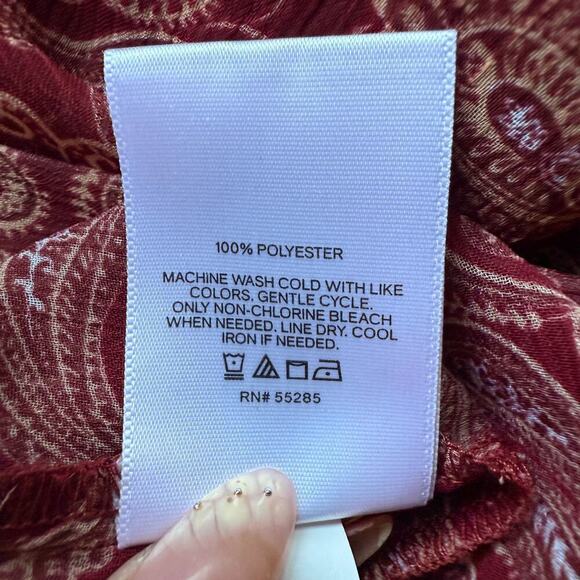 100% POLYESTER
MACHINE WASH COLD WITH LIKE
COLORS. GENTLE CYCLE.
ONLY NON-CHLORINE BLEACH
WHEN NEEDED. LINE DRY. COOL
IRON IF NEEDED.
RN# 55285